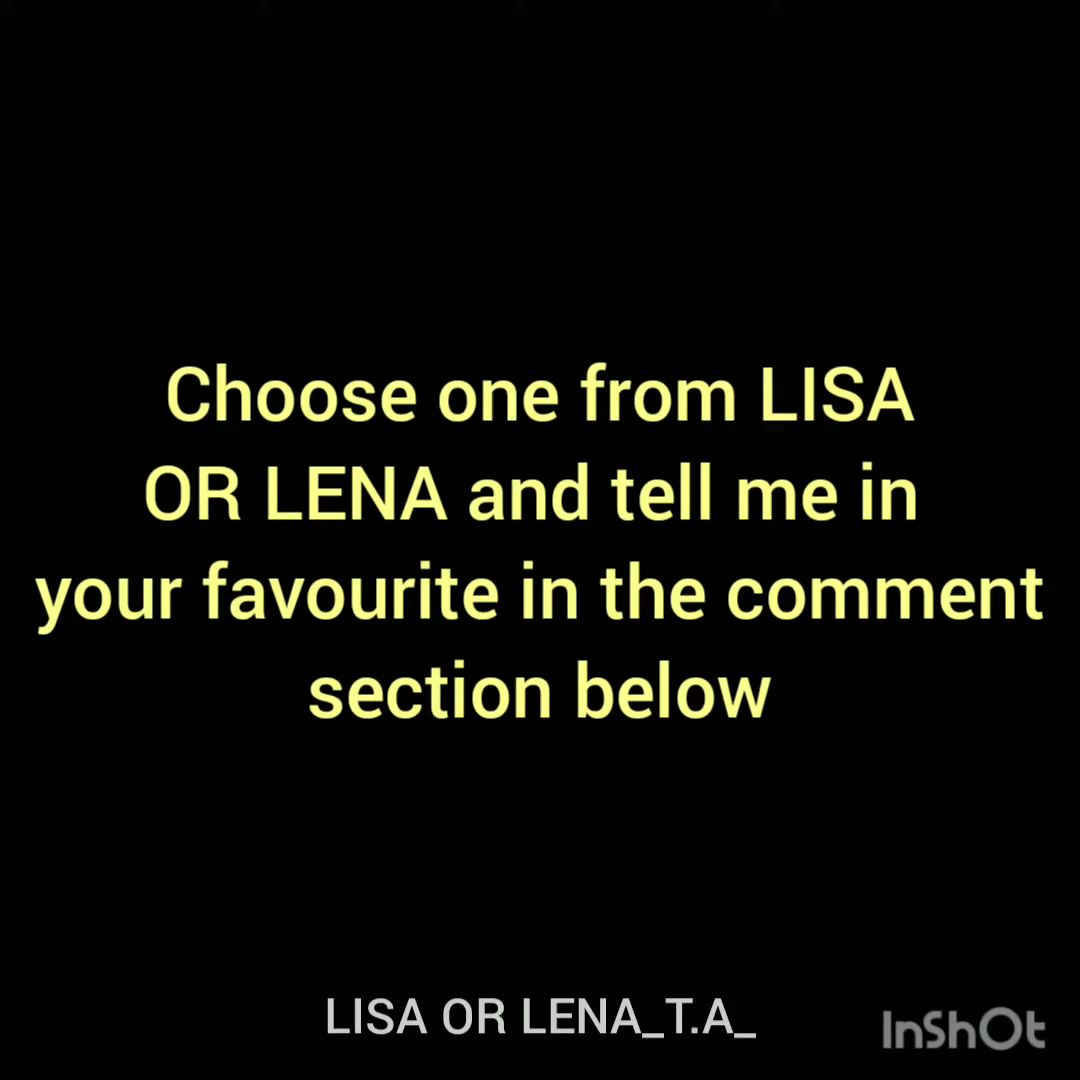 Choose one from LISA
OR LENA and tell me in
your favourite in the comment
section below
LISA OR LENA_T.A_
InShOt